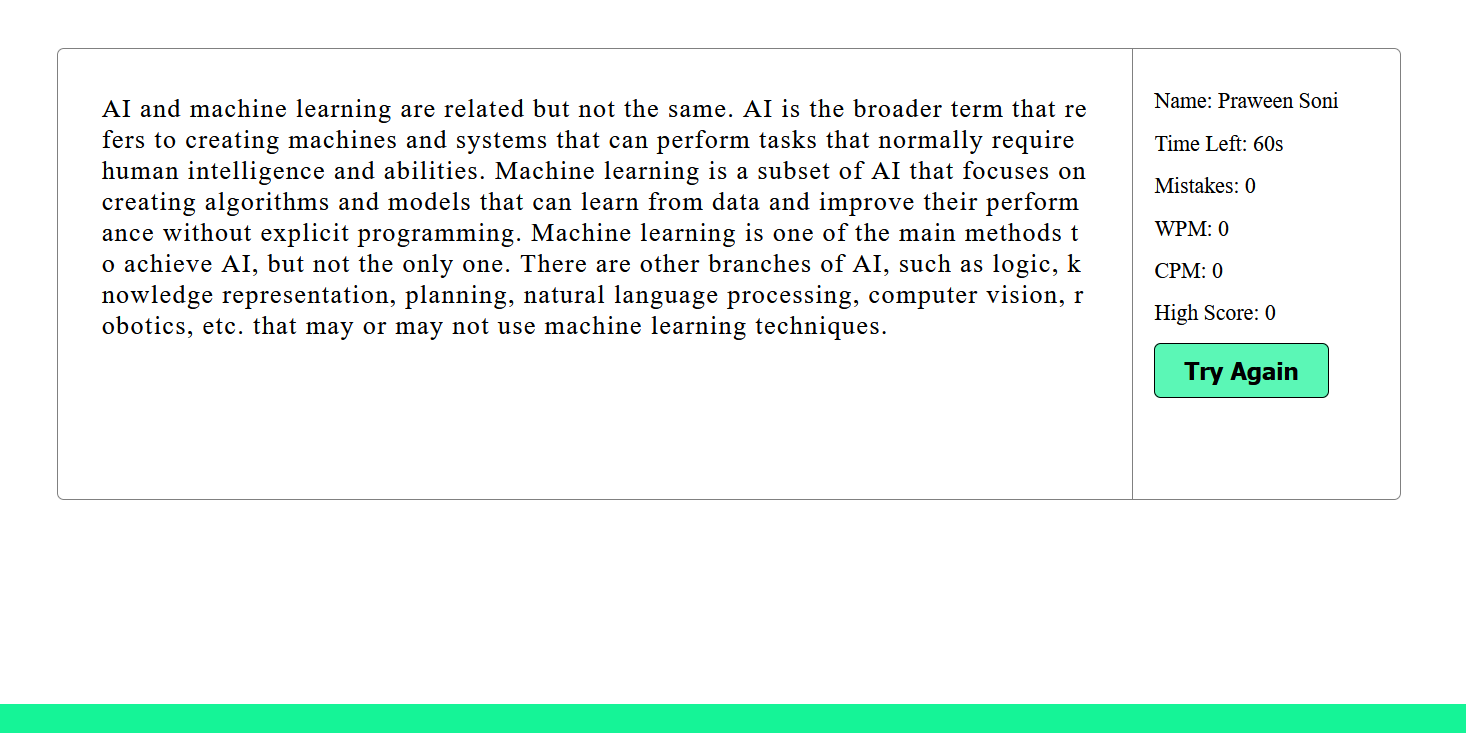 AI and machine learning are related but not the same. AI is the broader term that re
fers to creating machines and systems that can perform tasks that normally require
human intelligence and abilities. Machine learning is a subset of AI that focuses on
creating algorithms and models that can learn from data and improve their perform
ance without explicit programming. Machine learning is one of the main methods t
o achieve AI, but not the only one. There are other branches of AI, such as logic, k
nowledge representation, planning, natural language processing, computer vision, r
obotics, etc. that may or may not use machine learning techniques.
Name: Praween Soni
Time Left: 60s
Mistakes: 0
WPM: 0
CPM: 0
High Score: 0
Try Again